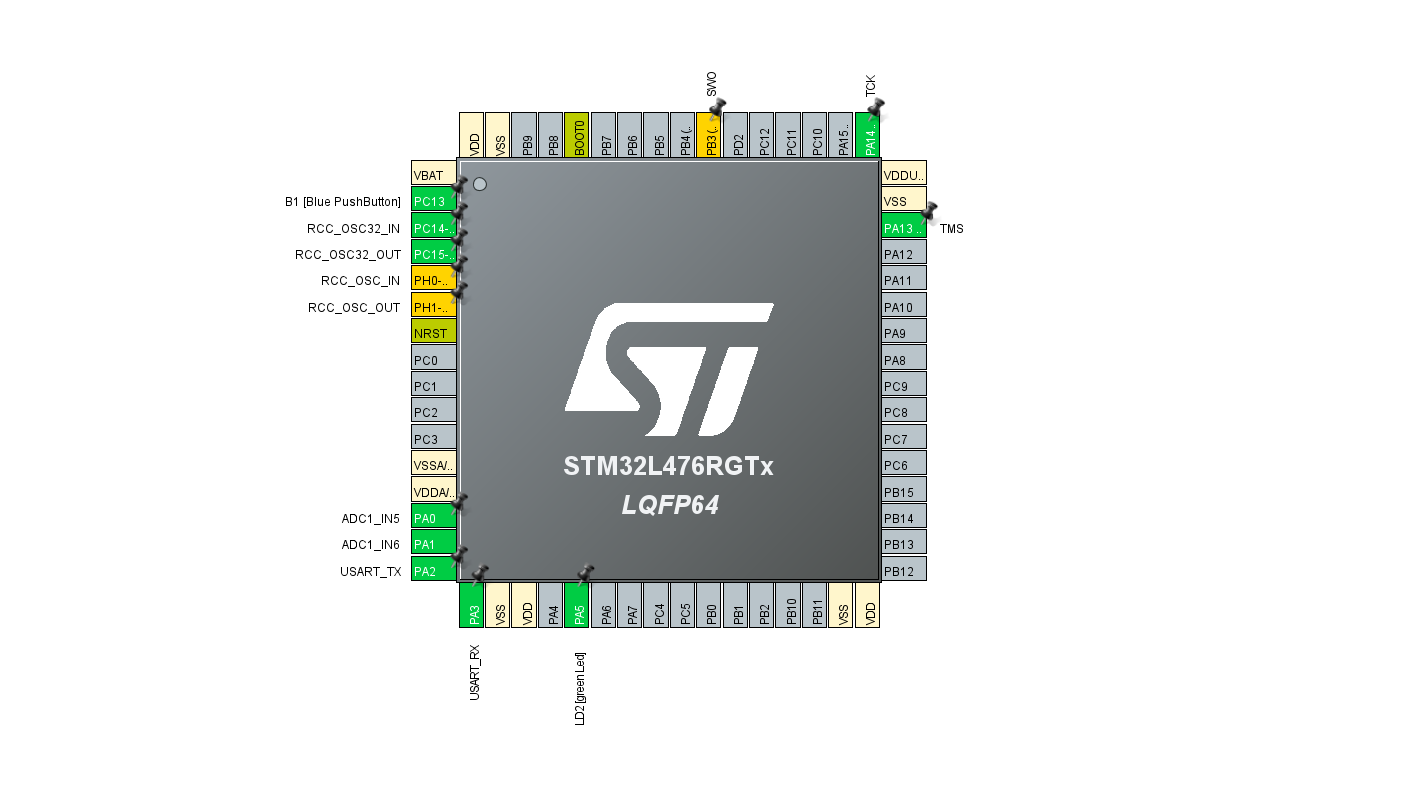 SWO
TCK
VDD
VSS
PB9
PB8
BOOT0
PB7
PB6
PB5
PB4 (..
PB3 (..
PD2
PC12
PC11
PC10
PA15..
PA14..
VBAT
B1 [Blue PushButton] PC13
RCC_OSC32_IN PC14-..
RCC_OSC32_OUT PC15-..
RCC_OSC_IN PH0-..
RCC_OSC_OUT PH1-..
NRST
PC0
PC1
PC2
PC3
VSSA/..
VDDA/..
ADC1_IN5 PA0
ADC1_IN6 PA1
USART_TX PA2
ST
STM32L476RGTx
LQFP64
VDDU..
VSS
PA13 .. TMS
PA12
PA11
PA10
PA9
PA8
PC9
PC8
PC7
PC6
PB15
PB14
PB13
PB12
PA3
VSS
VDD
PA4
PA5
PA6
PA7
PC4
PC5
PB0
PB1
PB2
PB10
PB11
VSS
VDD
USART_RX
LD2 [green Led]